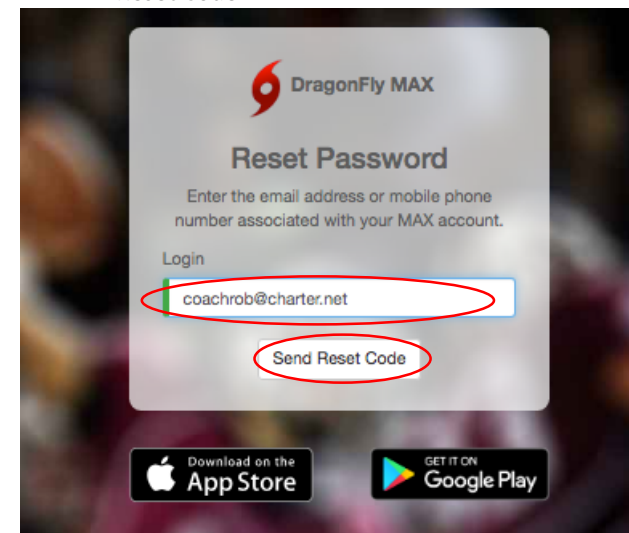 DragonFly MAX
Reset Password
Enter the email address or mobile phone
number associated with your MAX account.
Login
coachrob@charter.net
Send Reset Code
Download on the
App Store
GET IT ON
Google Play